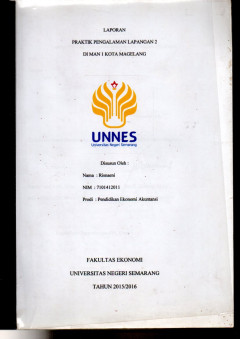 LAPORAN
PRAKTIK PENGALAMAN LAPANGAN 2
DI MAN 1 KOTA MAGELANG
UNNES
Universitas Negeri Semarang
Disusun Oleh :
Nama : Rismami
NIM : 7101412011
Prodi : Pendidikan Ekonomi Akuntansi
FAKULTAS EKONOMI
UNIVERSITAS NEGERI SEMARANG
TAHUN 2015/2016